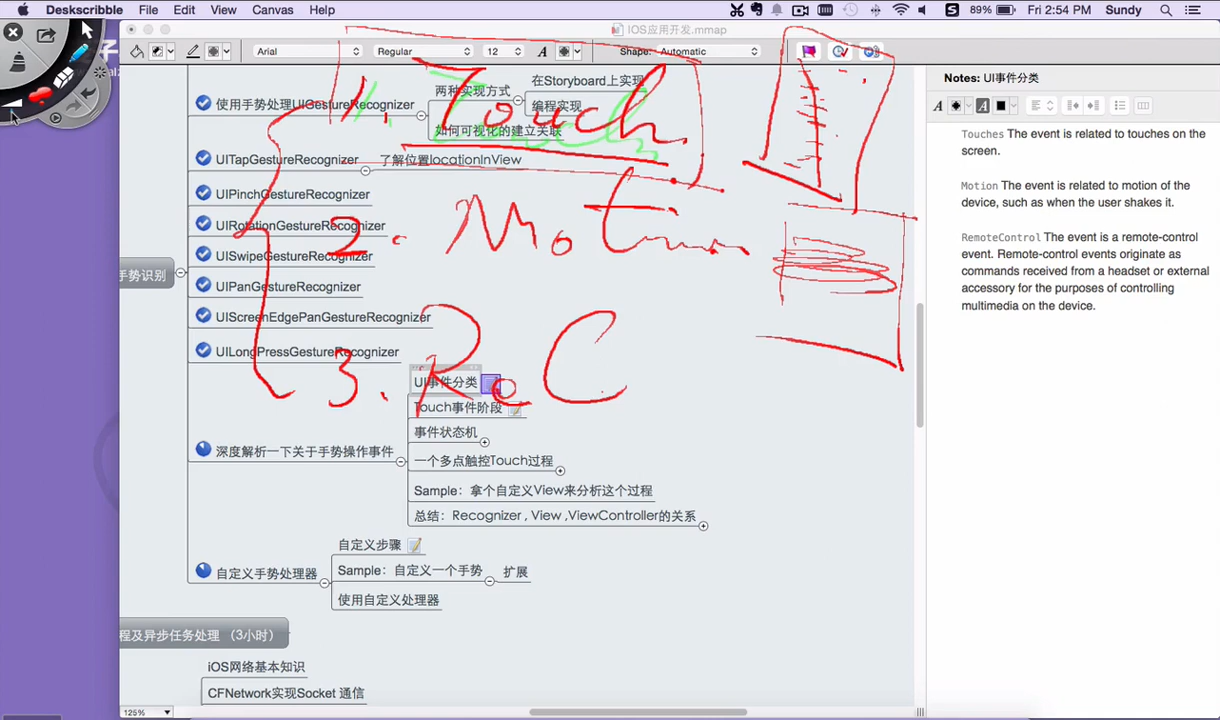 Deskscribble File Edit View Canvas Help 89% Fri 2:54 PM Sundy
IOS应用开发.mmap
Arial Regular 12 A Shape: Automatic
Notes: UI事件分类
1. Touch.
2. Motion
3. ReC
手势识别
使用手势处理UIGestureRecognizer
两种实现方式
在Storyboard上实现
编程实现
如何可视化的建立关联
UITapGestureRecognizer
了解位置locationInView
UIPinchGestureRecognizer
UIRotationGestureRecognizer
UISwipeGestureRecognizer
UIPanGestureRecognizer
UIScreenEdgePanGestureRecognizer
UILongPressGestureRecognizer
深度解析一下关于手势操作事件
UI事件分类
Touch事件阶段
事件状态机
一个多点触控Touch过程
Sample：拿个自定义View来分析这个过程
总结：Recognizer , View ,ViewController的关系
自定义手势处理器
自定义步骤
Sample：自定义一个手势
扩展
使用自定义处理器
程及异步任务处理 （3小时）
iOS网络基本知识
CFNetwork实现Socket 通信
Touches The event is related to touches on the
screen.
Motion The event is related to motion of the
device, such as when the user shakes it.
RemoteControl The event is a remote-control
event. Remote-control events originate as
commands received from a headset or external
accessory for the purposes of controlling
multimedia on the device.
125%